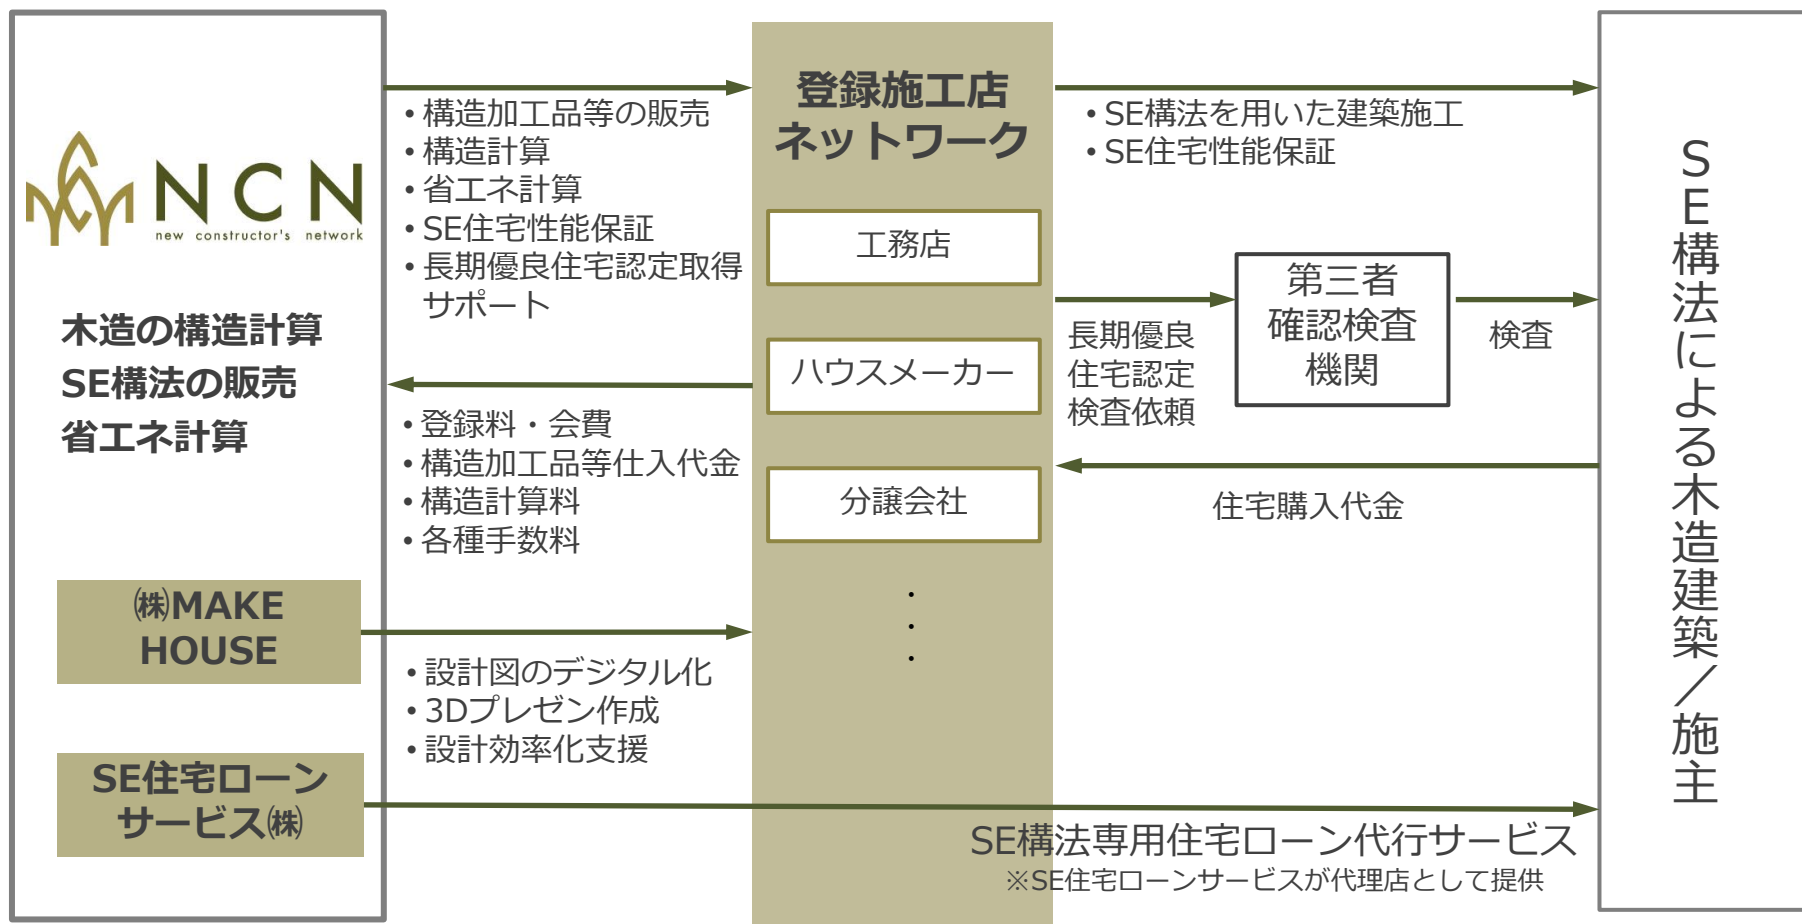 NCN
new constructor's network
木造の構造計算
SE構法の販売
省エネ計算
㈱MAKE
HOUSE
SE住宅ローン
サービス㈱
• 構造加工品等の販売
• 構造計算
• 省エネ計算
• SE住宅性能保証
• 長期優良住宅認定取得
サポート
• 登録料・会費
• 構造加工品等仕入代金
• 構造計算料
• 各種手数料
• 設計図のデジタル化
• 3Dプレゼン作成
• 設計効率化支援
登録施工店
ネットワーク
工務店
ハウスメーカー
分譲会社
・
・
・
• SE構法を用いた建築施工
• SE住宅性能保証
長期優良
住宅認定
検査依頼
第三者
確認検査
機関
検査
住宅購入代金
SE構法専用住宅ローン代行サービス
※SE住宅ローンサービスが代理店として提供
SE構法による木造建築／施主